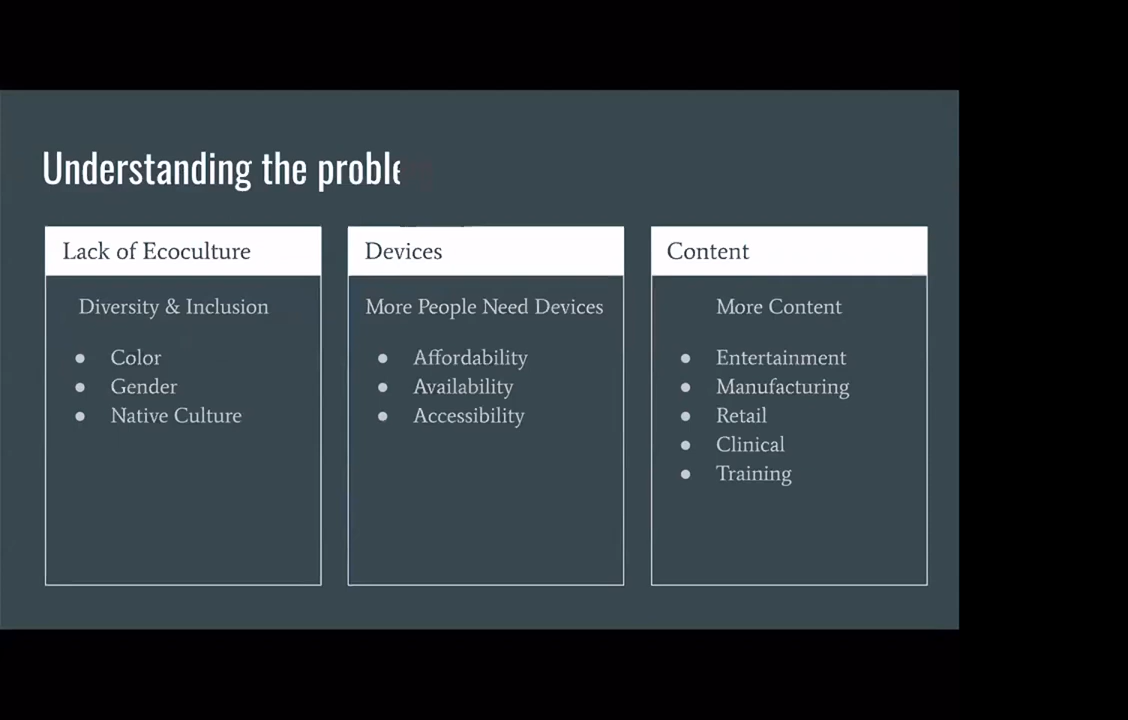 Understanding the proble
Lack of Ecoculture
Diversity & Inclusion
● Color
● Gender
● Native Culture
Devices
More People Need Devices
● Affordability
● Availability
● Accessibility
Content
More Content
● Entertainment
● Manufacturing
● Retail
● Clinical
● Training